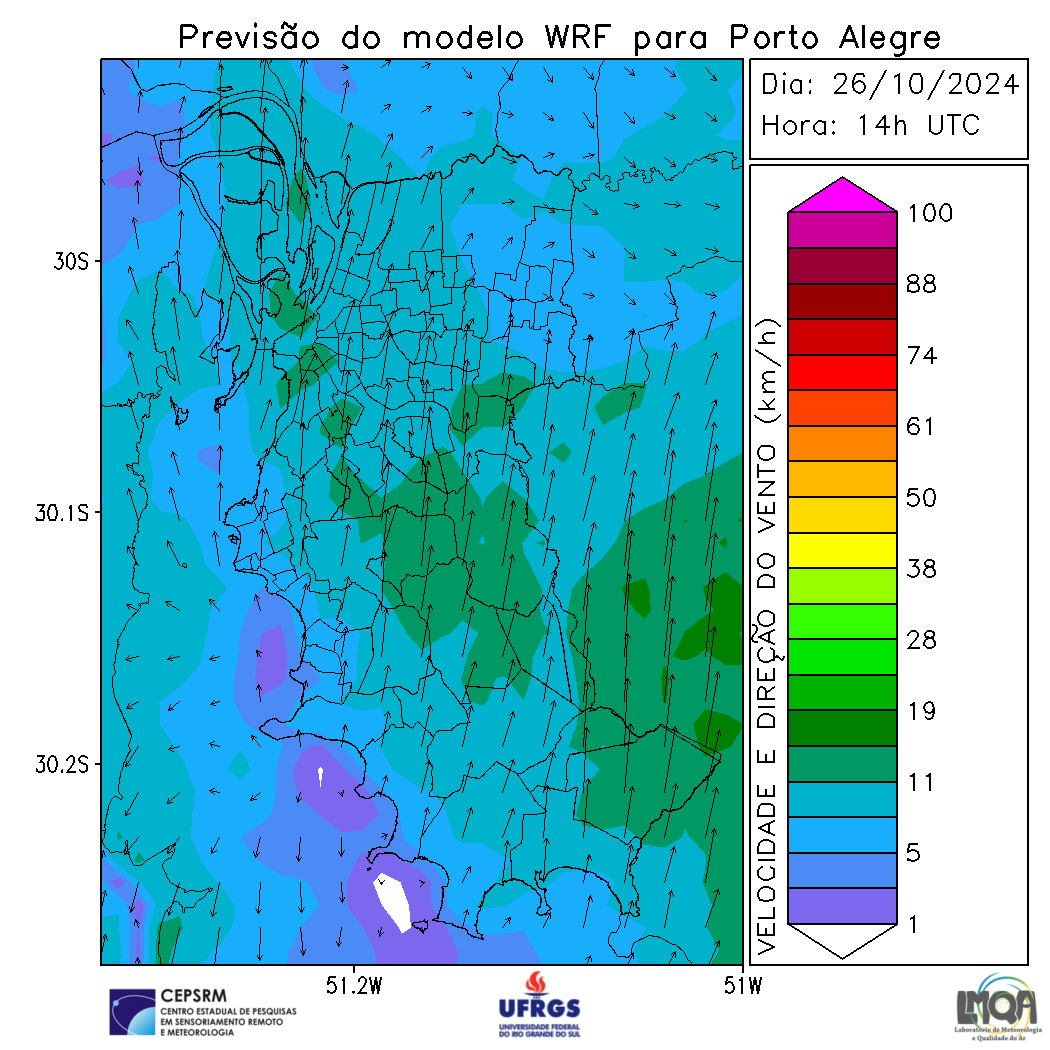 Previsão do modelo WRF para Porto Alegre
Dia: 26/10/2024
Hora: 14h UTC
30S
30.1S
30.2S
51.2W
51W
VELOCIDADE E DIREÇÃO DO VENTO (km/h)
100
88
74
61
50
38
28
19
11
5
1
CEPSRM
CENTRO ESTADUAL DE PESQUISAS
EM SENSORIAMENTO REMOTO
E METEOROLOGIA
UFRGS
UNIVERSIDADE FEDERAL
DO RIO GRANDE DO SUL
LMQA
Laboratório de Meteorologia
e Qualidade do Ar